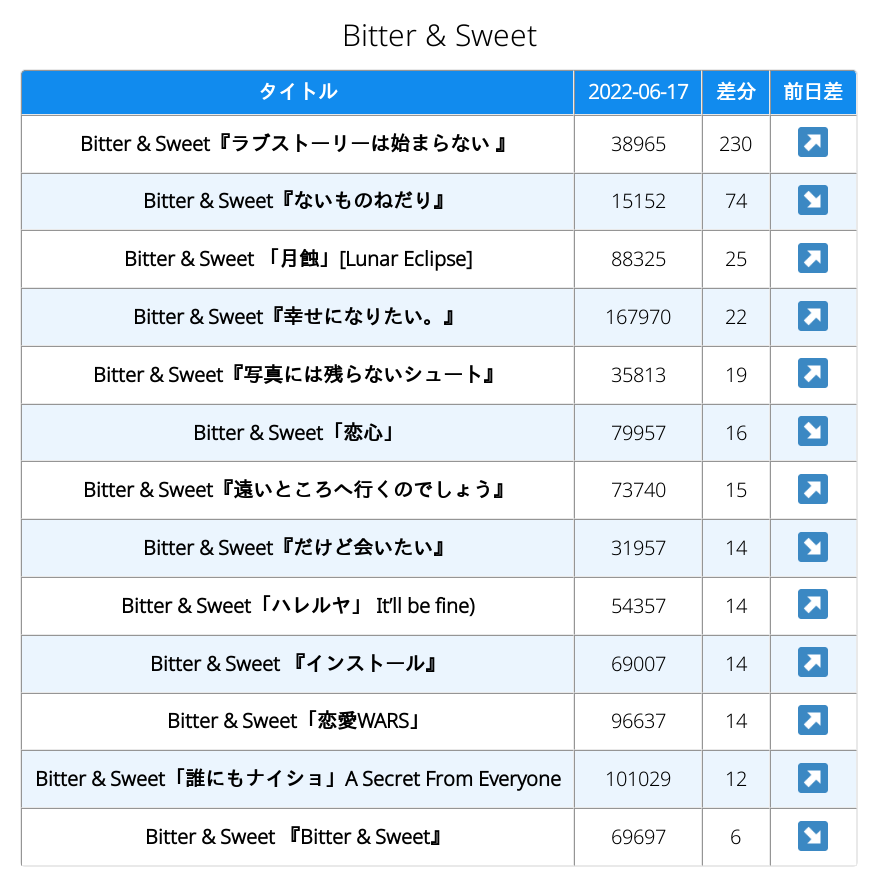 Bitter & Sweet
タイトル 2022-06-17 差分 前日差
Bitter & Sweet『ラブストーリーは始まらない 』 38965 230 ↗
Bitter & Sweet『ないものねだり』 15152 74 ↘
Bitter & Sweet 「月蝕」[Lunar Eclipse] 88325 25 ↗
Bitter & Sweet『幸せになりたい。』 167970 22 ↗
Bitter & Sweet『写真には残らないシュート』 35813 19 ↗
Bitter & Sweet「恋心」 79957 16 ↘
Bitter & Sweet『遠いところへ行くのでしょう』 73740 15 ↗
Bitter & Sweet『だけど会いたい』 31957 14 ↘
Bitter & Sweet「ハレルヤ」 It'll be fine) 54357 14 ↗
Bitter & Sweet 『インストール』 69007 14 ↗
Bitter & Sweet「恋愛WARS」 96637 14 ↗
Bitter & Sweet「誰にもナイショ」A Secret From Everyone 101029 12 ↗
Bitter & Sweet 『Bitter & Sweet』 69697 6 ↘